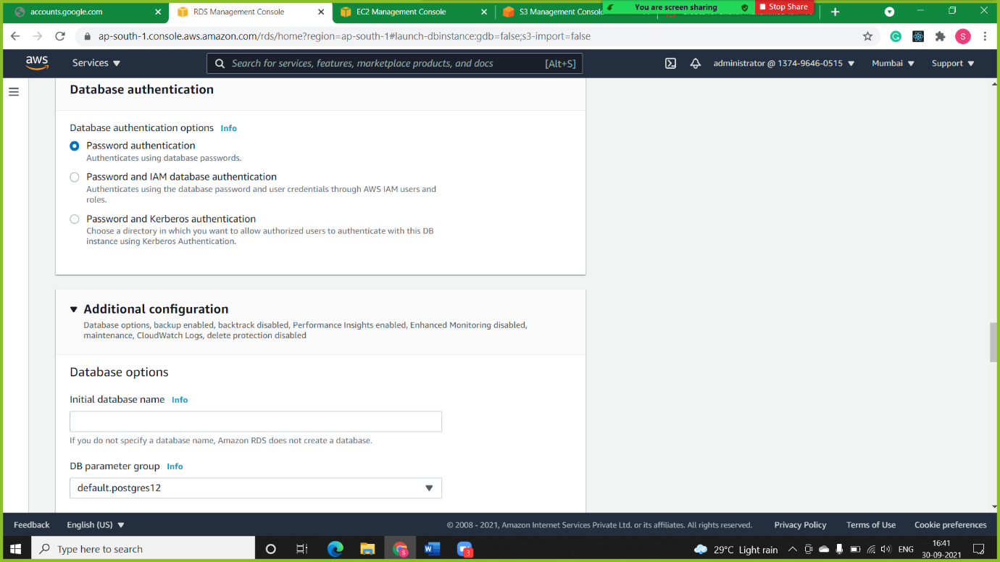 accounts.google.com
RDS Management Console
EC2 Management Console
S3 Management Console
You are screen sharing
Stop Share
ap-south-1.console.aws.amazon.com/rds/home?region=ap-south-1#launch-dbinstance:gdb=false;s3-import=false
S
aws
Services
Search for services, features, marketplace products, and docs
[Alt+S]
administrator @ 1374-9646-0515
Mumbai
Support
Database authentication
Database authentication options Info
Password authentication
Authenticates using database passwords.
Password and IAM database authentication
Authenticates using the database password and user credentials through AWS IAM users and
roles.
Password and Kerberos authentication
Choose a directory in which you want to allow authorized users to authenticate with this DB
instance using Kerberos Authentication.
Additional configuration
Database options, backup enabled, backtrack disabled, Performance Insights enabled, Enhanced Monitoring disabled,
maintenance, CloudWatch Logs, delete protection disabled
Database options
Initial database name Info
If you do not specify a database name, Amazon RDS does not create a database.
DB parameter group Info
default.postgres12
Feedback
English (US)
© 2008 - 2021, Amazon Internet Services Private Ltd. or its affiliates. All rights reserved.
Privacy Policy
Terms of Use
Cookie preferences
Type here to search
S
W
3
29°C Light rain
ENG
16:41
30-09-2021